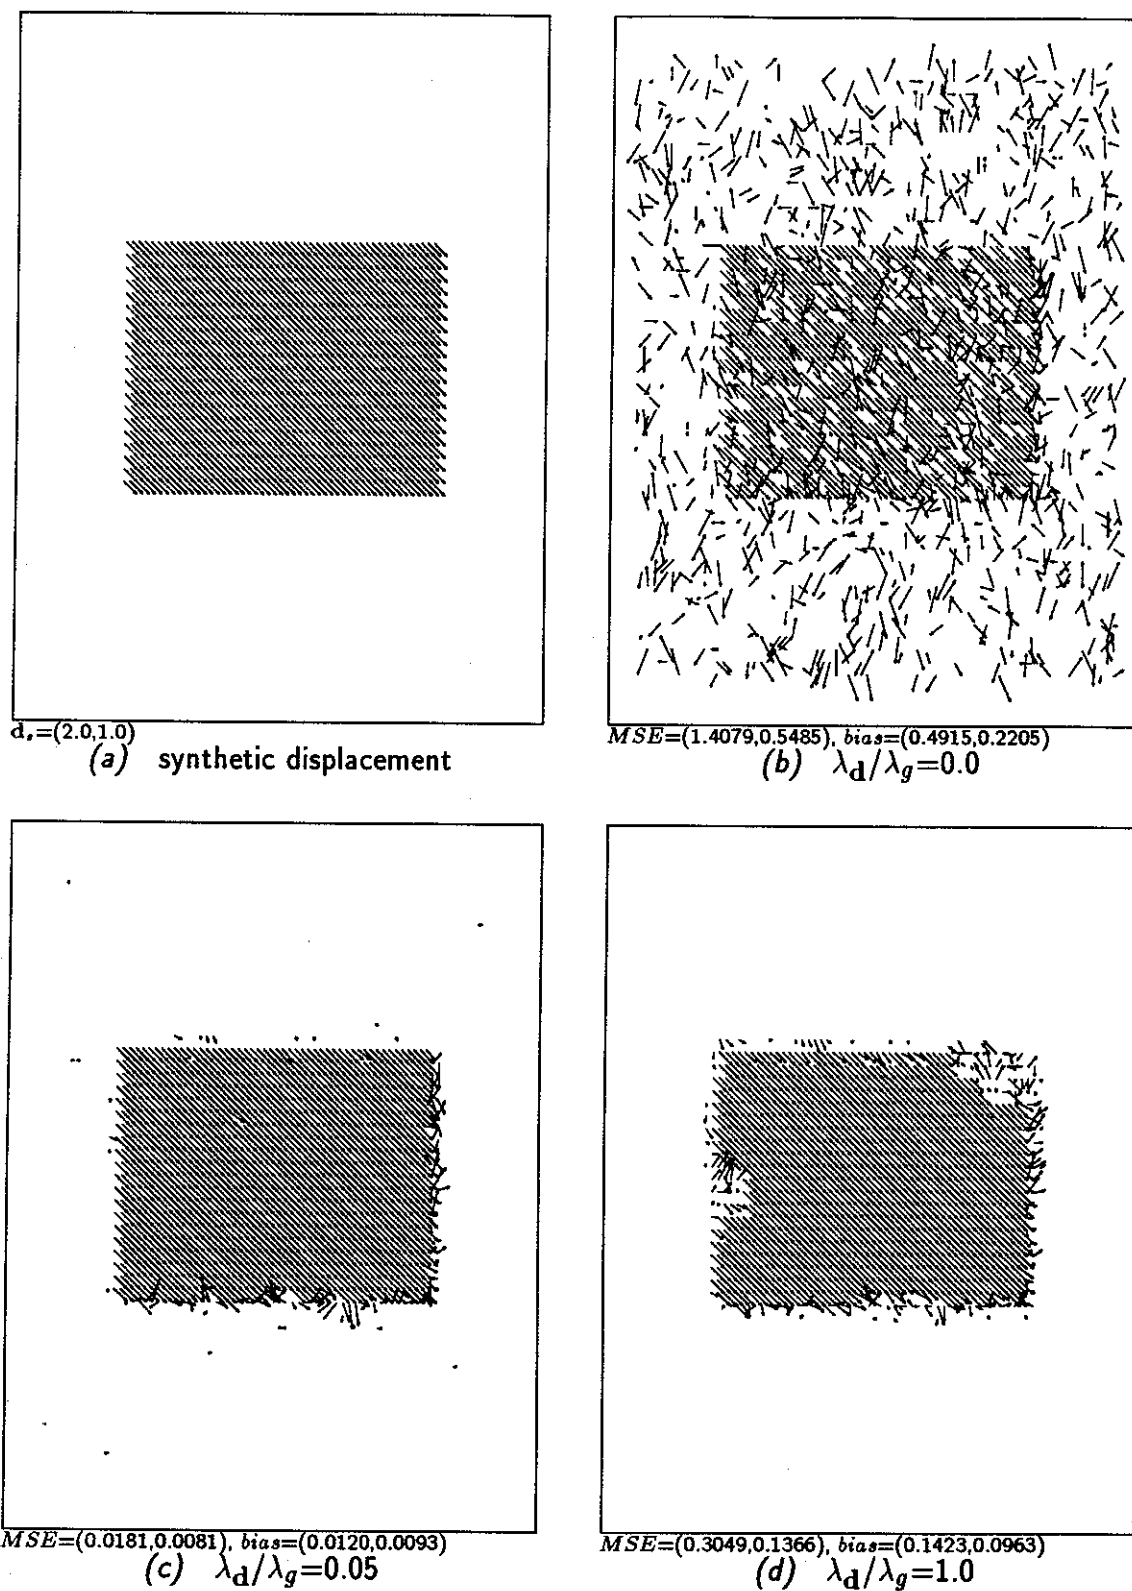 d_s=(2.0,1.0)
(a) synthetic displacement
MSE=(1.4079,0.5485), bias=(0.4915,0.2205)
(b) λ_d/λ_g=0.0
MSE=(0.0181,0.0081), bias=(0.0120,0.0093)
(c) λ_d/λ_g=0.05
MSE=(0.3049,0.1366), bias=(0.1423,0.0963)
(d) λ_d/λ_g=1.0